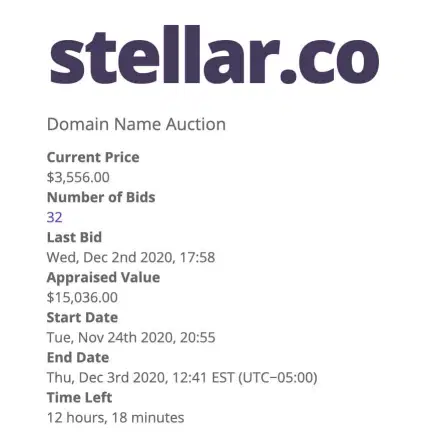 stellar.co
Domain Name Auction
Current Price
$3,556.00
Number of Bids
32
Last Bid
Wed, Dec 2nd 2020, 17:58
Appraised Value
$15,036.00
Start Date
Tue, Nov 24th 2020, 20:55
End Date
Thu, Dec 3rd 2020, 12:41 EST (UTC−05:00)
Time Left
12 hours, 18 minutes